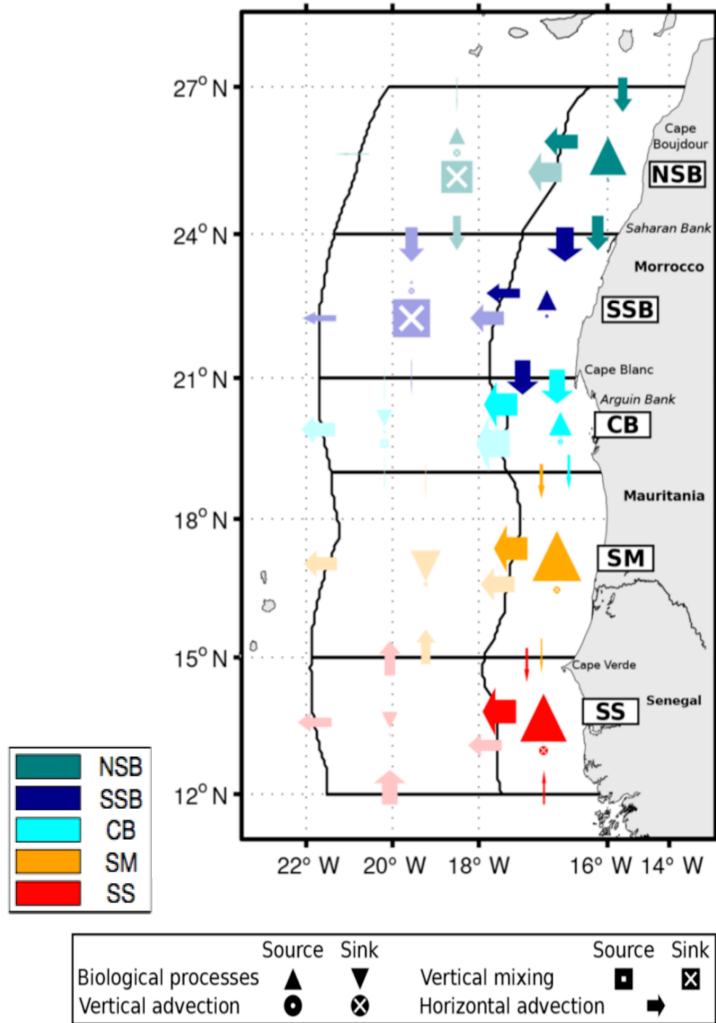 27° N
Cape
Boujdour
NSB
24° N
Saharan Bank
Morrocco
SSB
21° N
Cape Blanc
Arguin Bank
CB
Mauritania
18° N
SM
15° N
Cape Verde
Senegal
SS
12° N
22° W 20° W 18° W 16° W 14° W
NSB
SSB
CB
SM
SS
Source Sink Source Sink
Biological processes Vertical mixing
Vertical advection Horizontal advection